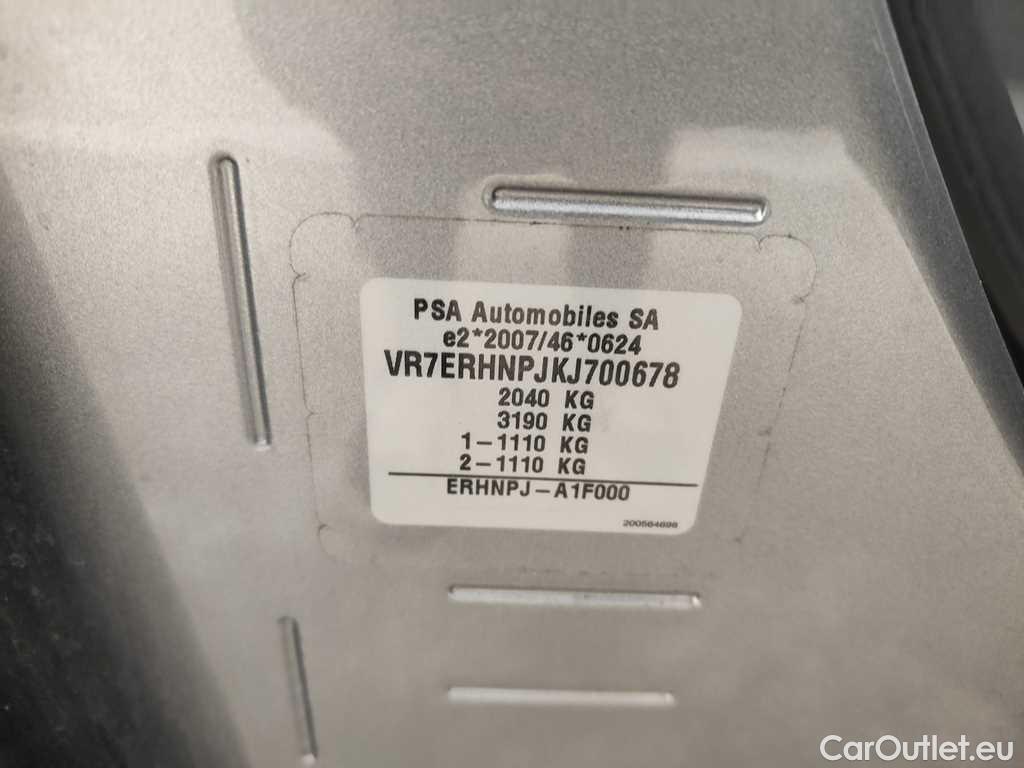 PSA Automobiles SA
e2*2007/46*0624
VR7ERHNPJKJ700678
2040 KG
3190 KG
1-1110 KG
2-1110 KG
ERHNPJ-A1F000
200564698
CarOutlet.eu